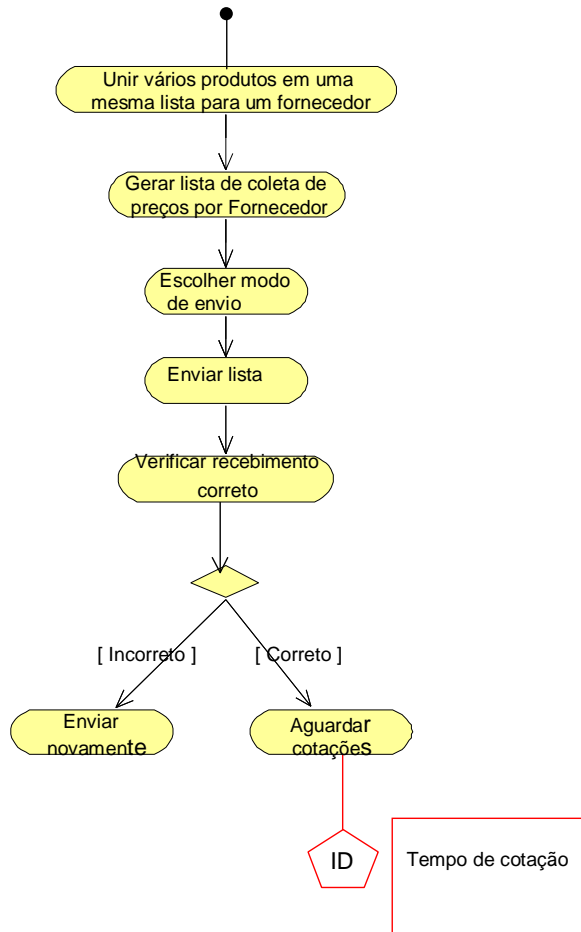 Unir vários produtos em uma
mesma lista para um fornecedor
Gerar lista de coleta de
preços por Fornecedor
Escolher modo
de envio
Enviar lista
Verificar recebimento
correto
[ Incorreto ]
[ Correto ]
Enviar
novamente
Aguardar
cotações
ID
Tempo de cotação